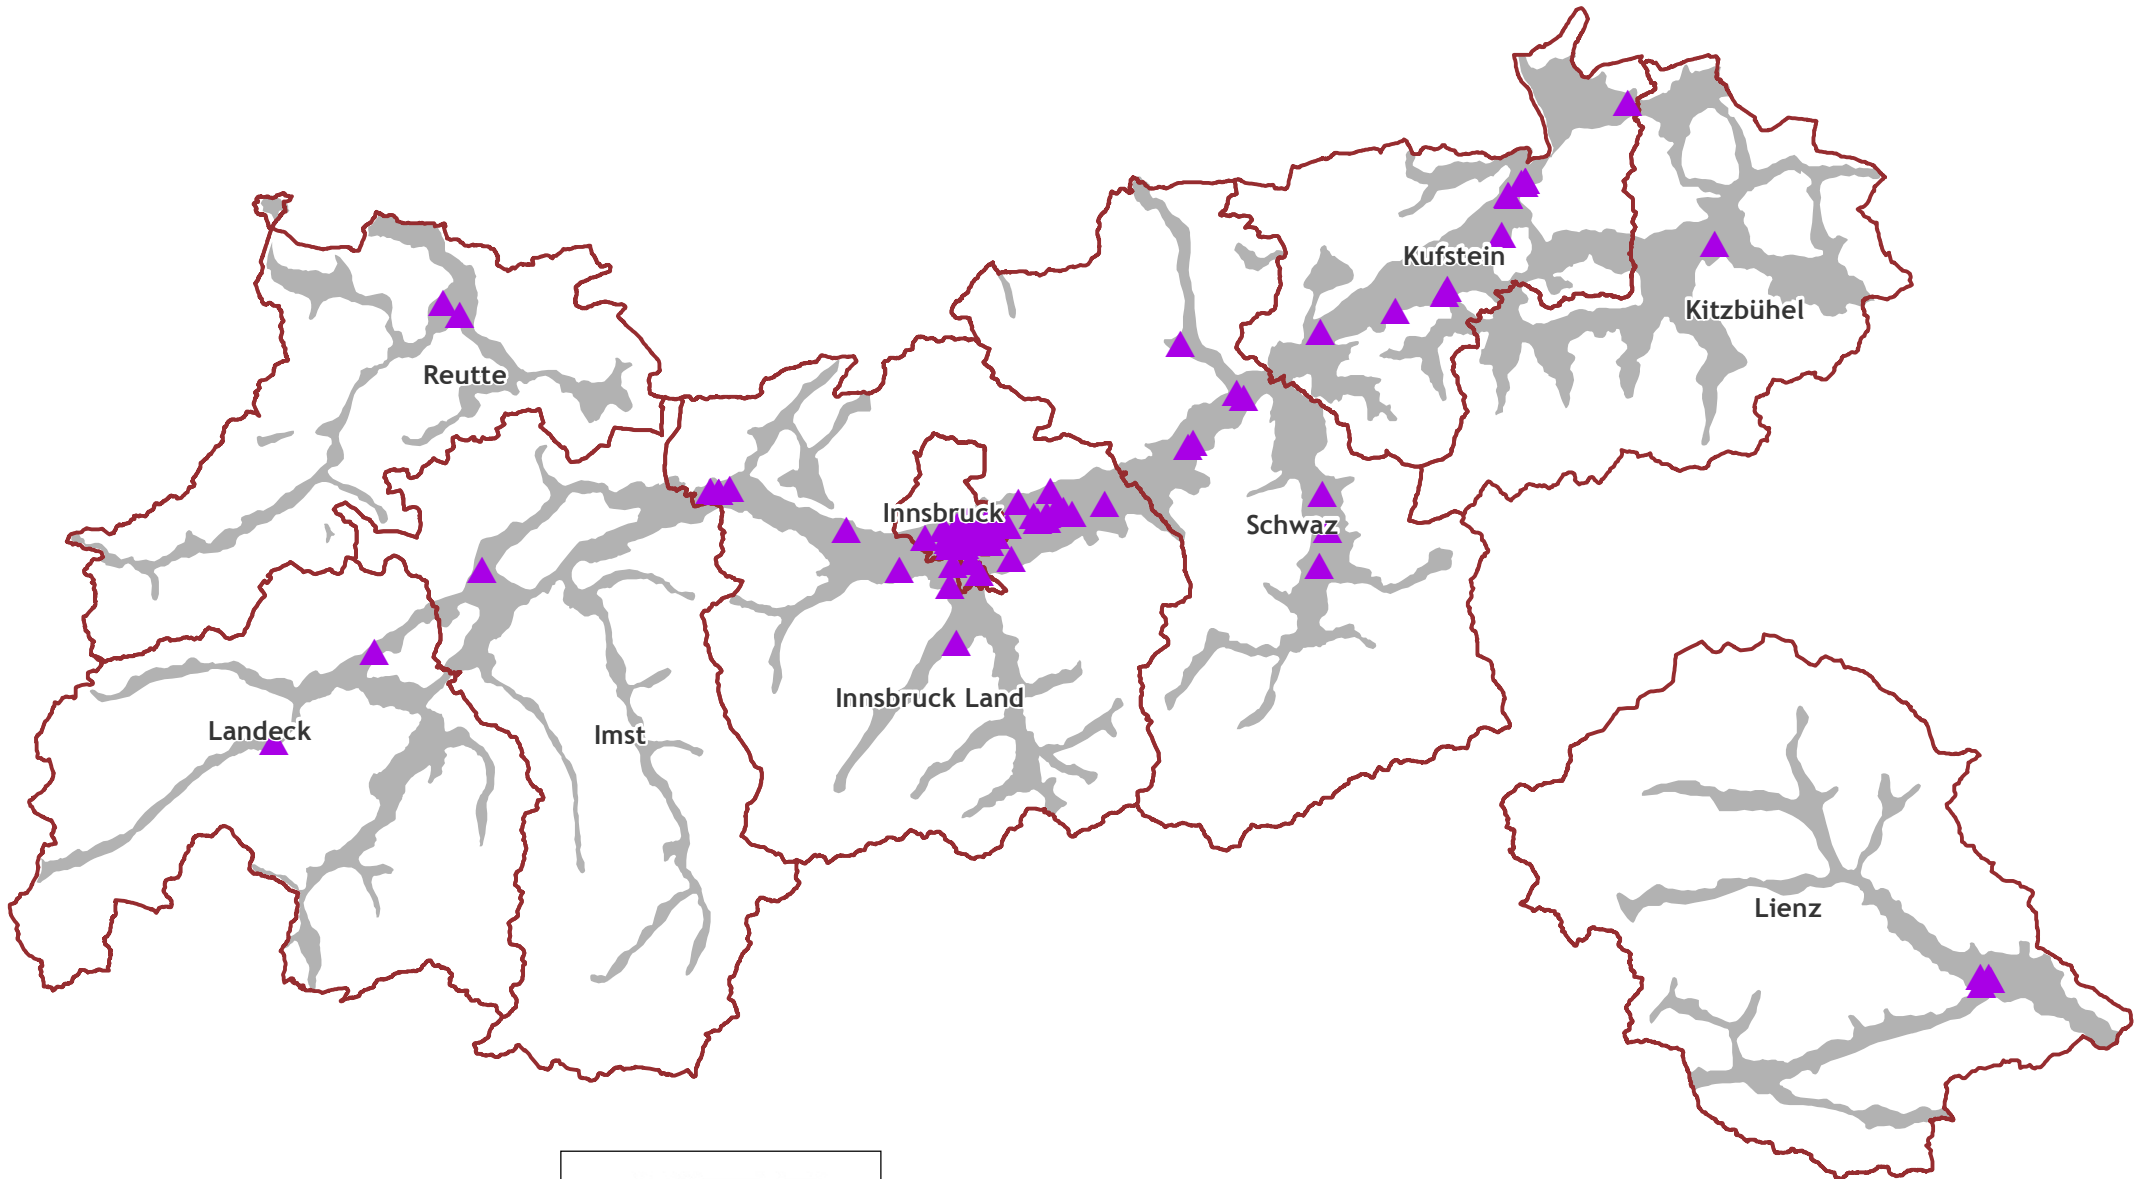 Kufstein
Kitzbühel
Reutte
Innsbruck
Schwaz
Innsbruck Land
Landeck
Imst
Lienz